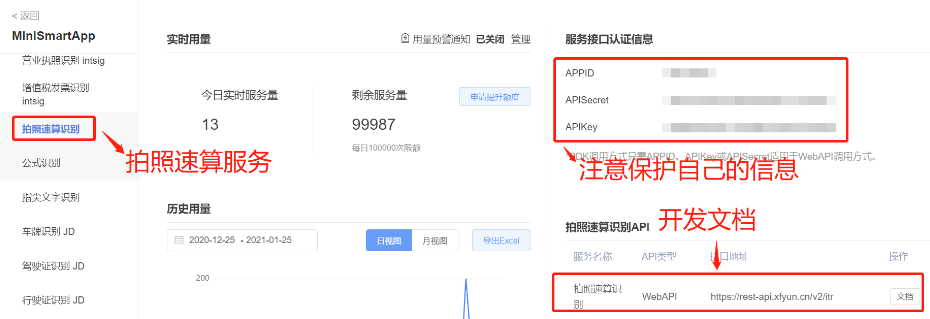 < 返回
MIniSmartApp
营业执照识别 intsig
增值税发票识别
intsig
拍照速算识别
公式识别
指尖文字识别
车牌识别 JD
驾驶证识别 JD
行驶证识别 JD
拍照速算服务
实时用量
用量预警通知 已关闭 管理
今日实时服务量
13
剩余服务量
99987
每日100000次限额
申请提升额度
历史用量
2020-12-25 - 2021-01-25
日视图
月视图
导出Excel
200
服务接口认证信息
APPID
APISecret
APIKey
SDK调用方式只需APPID。APIKey或APISecret适用于WebAPI调用方式。
注意保护自己的信息
开发文档
拍照速算识别API
服务名称 API类型 接口地址 操作
拍照速算识
别
WebAPI https://rest-api.xfyun.cn/v2/itr 文档